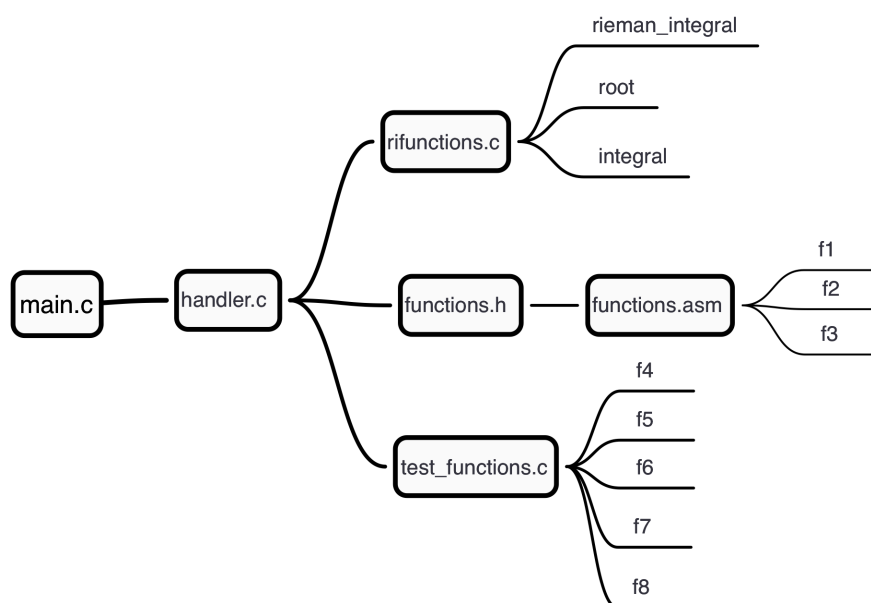 main.c
handler.c
rifunctions.c
rieman_integral
root
integral
functions.h
functions.asm
f1
f2
f3
test_functions.c
f4
f5
f6
f7
f8